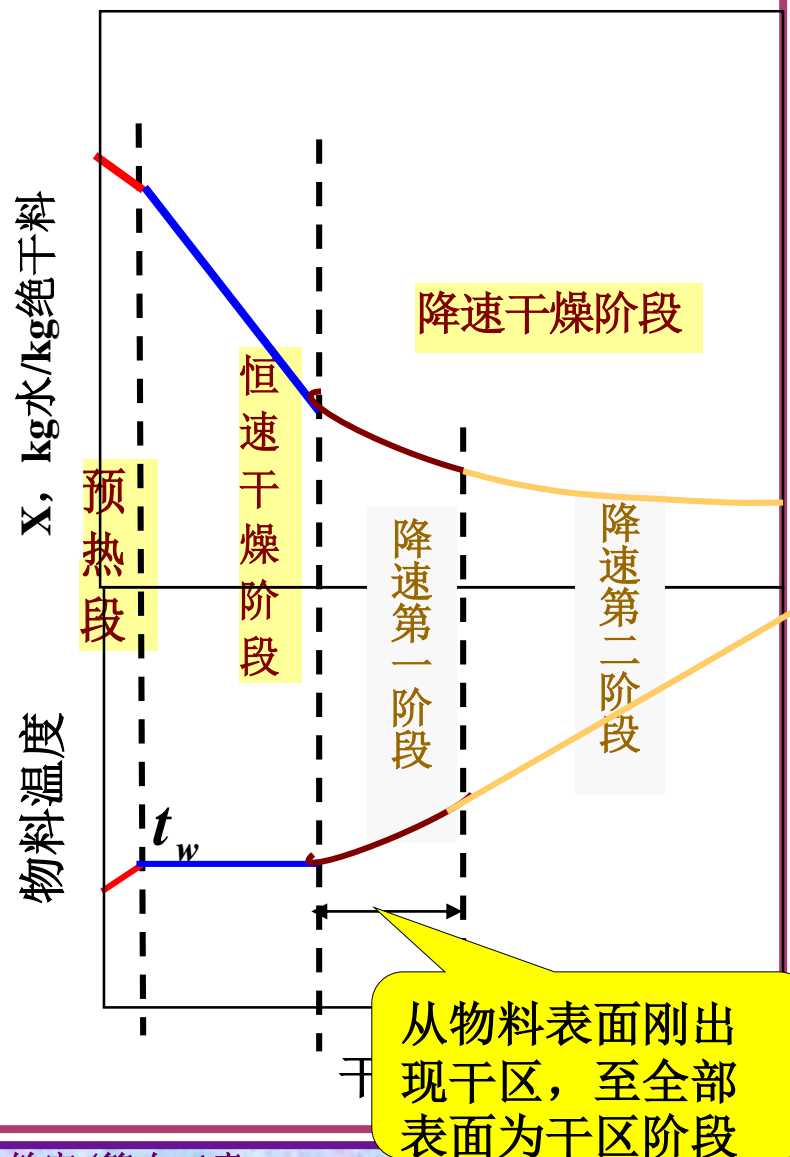 X，kg水/kg绝干料
降速干燥阶段
恒速干燥阶段
预热段
降速第一阶段
降速第二阶段
物料温度
t_w
从物料表面刚出
现干区，至全部
表面为干区阶段
干